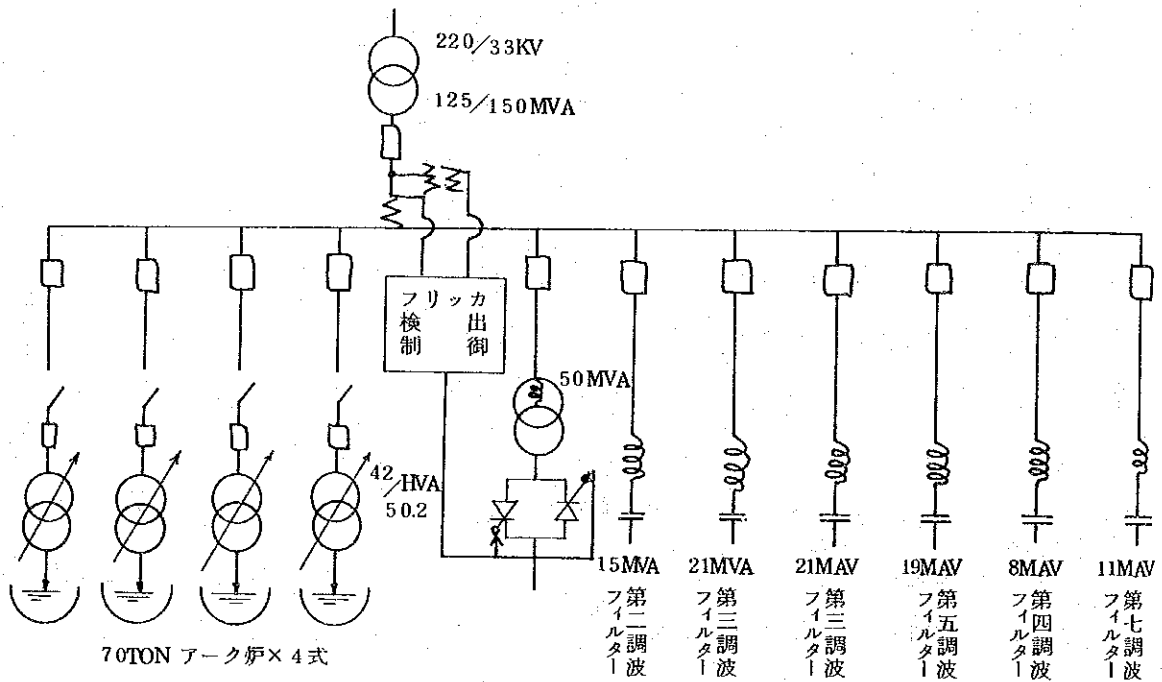 220/33KV
125/150MVA
フリッカ
検出
制御
50MVA
42/HVA
50.2
15MVA
21MVA
21MAV
19MAV
8MAV
11MAV
第二調波
フィルター
第三調波
フィルター
第三調波
フィルター
第五調波
フィルター
第四調波
フィルター
第七調波
フィルター
70TON アーク炉×4式